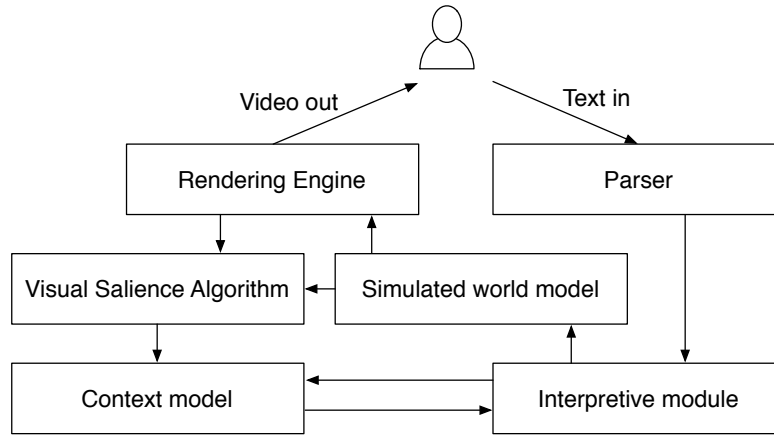 Video out
Text in
Rendering Engine
Parser
Visual Salience Algorithm
Simulated world model
Context model
Interpretive module